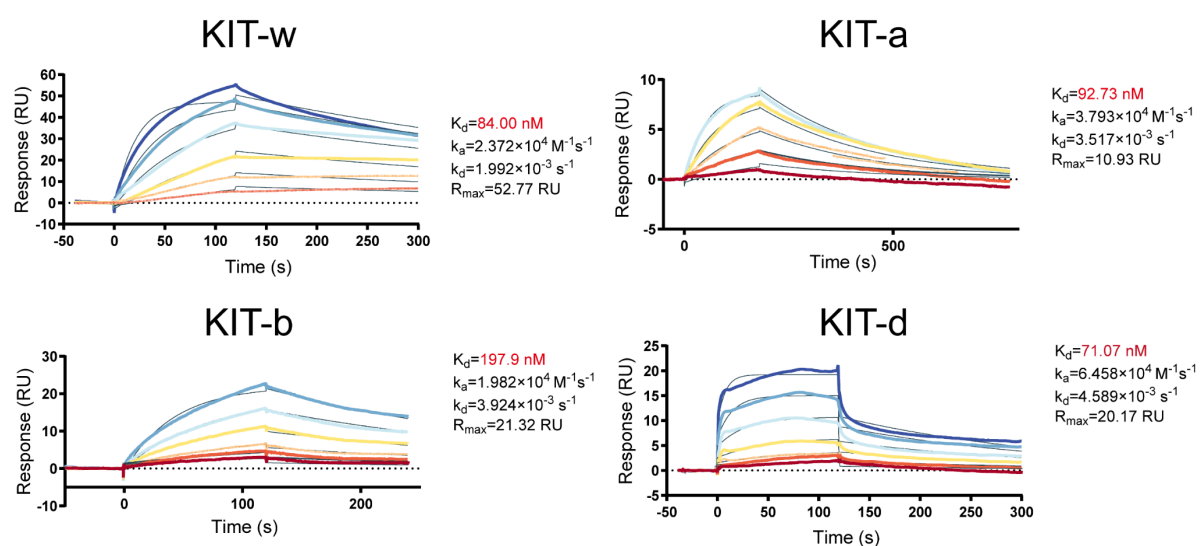 KIT-w
Response (RU)
60
50
40
30
20
10
0
-10
-50 0 50 100 150 200 250 300
Time (s)
Kd=84.00 nM
ka=2.372×10⁴ M⁻¹s⁻¹
kd=1.992×10⁻³ s⁻¹
Rmax=52.77 RU
KIT-a
Response (RU)
10
5
0
-5
0 500
Time (s)
Kd=92.73 nM
ka=3.793×10⁴ M⁻¹s⁻¹
kd=3.517×10⁻³ s⁻¹
Rmax=10.93 RU
KIT-b
Response (RU)
30
20
10
0
-10
0 100 200
Time (s)
Kd=197.9 nM
ka=1.982×10⁴ M⁻¹s⁻¹
kd=3.924×10⁻³ s⁻¹
Rmax=21.32 RU
KIT-d
Response (RU)
25
20
15
10
5
0
-5
-50 0 50 100 150 200 250 300
Time (s)
Kd=71.07 nM
ka=6.458×10⁴ M⁻¹s⁻¹
kd=4.589×10⁻³ s⁻¹
Rmax=20.17 RU